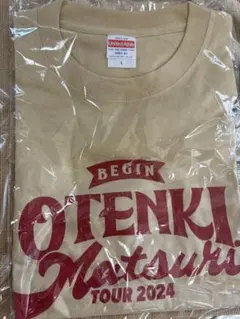 L
BEGIN
OTENKI
Matsuri
TOUR 2024